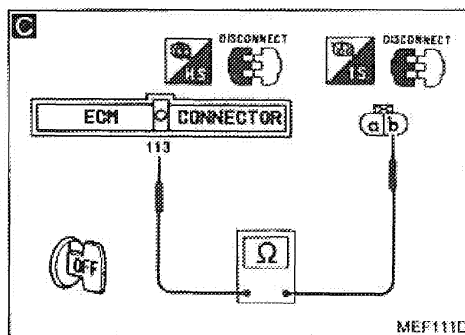 C
H.S. DISCONNECT
T.S. DISCONNECT
ECM CONNECTOR
113
a b
OFF
Ω
MEF111D